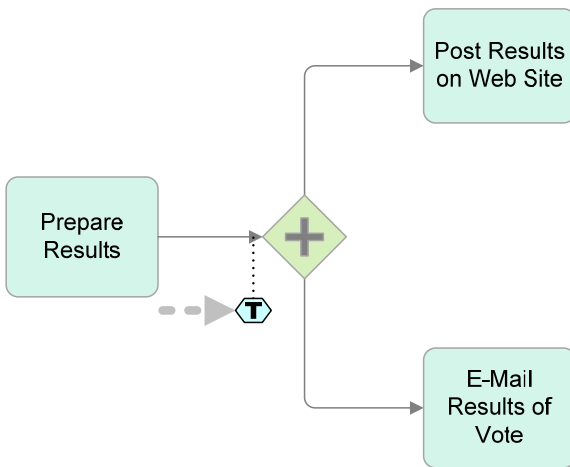 Post Results
on Web Site
Prepare
Results
T
E-Mail
Results of
Vote